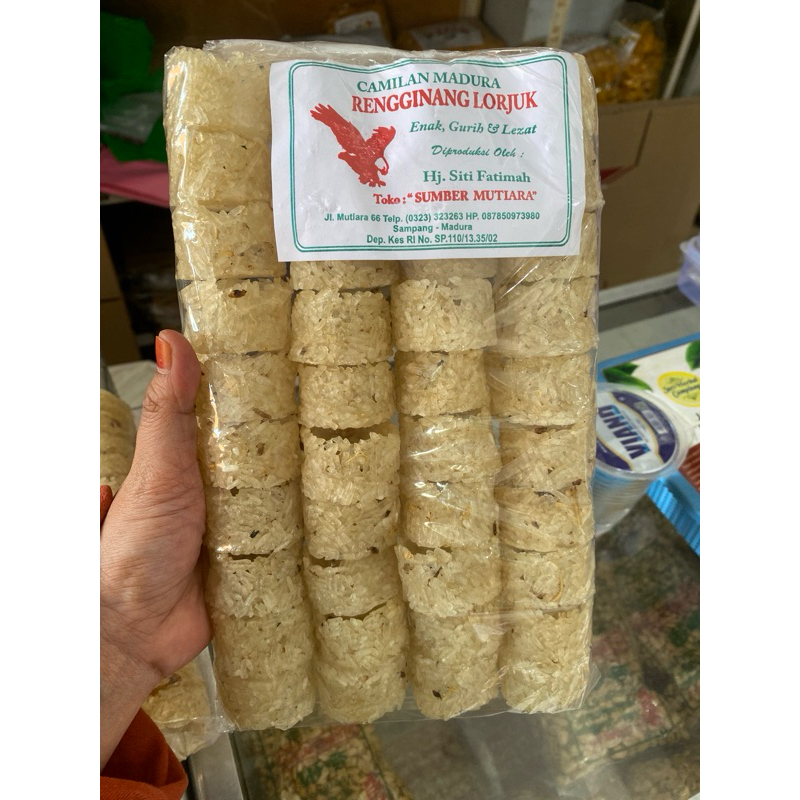 CAMILAN MADURA
RENGGINANG LORJUK
Enak, Gurih & Lezat
Diproduksi Oleh :
Hj. Siti Fatimah
Toko : "SUMBER MUTIARA"
Jl. Mutiara 66 Telp. (0323) 323263 HP. 087850973980
Sampang - Madura
Dep. Kes RI No. SP.110/13.35/02
VIAND